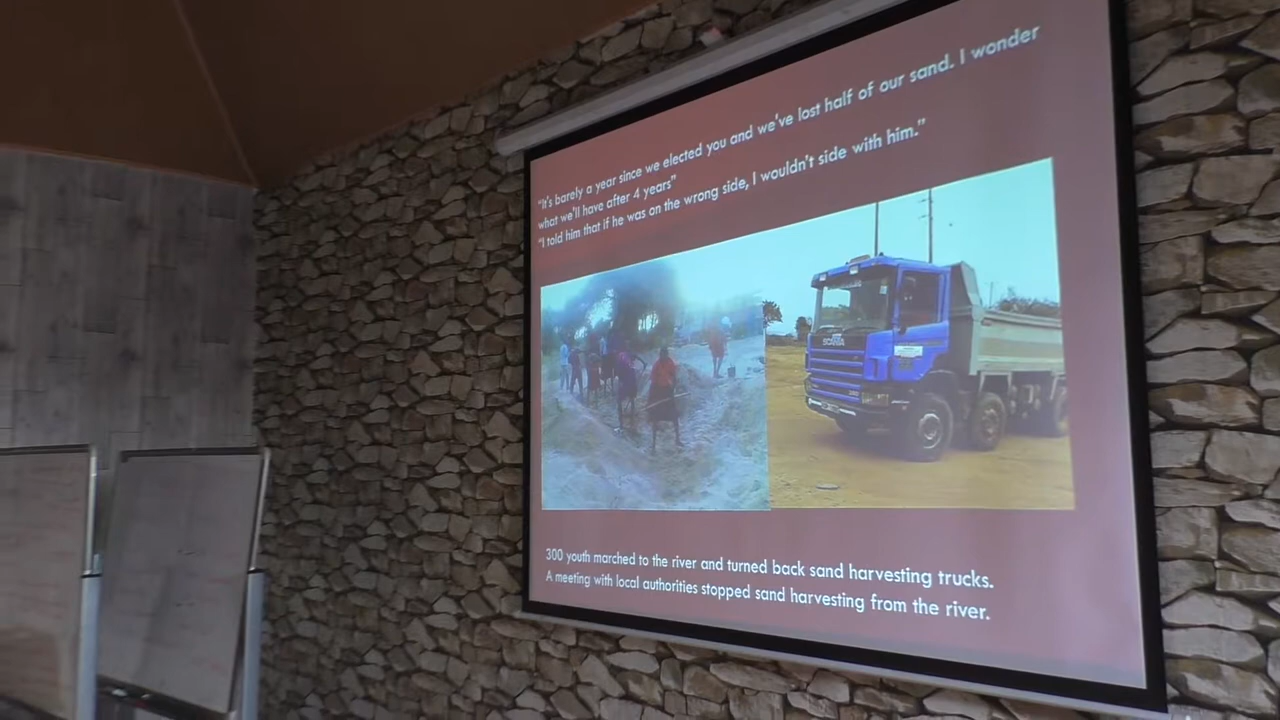 "It's barely a year since we elected you and we've lost half of our sand. I wonder
what we'll have after 4 years"
"I told him that if he was on the wrong side, I wouldn't side with him."
SCANIA
300 youth marched to the river and turned back sand harvesting trucks.
A meeting with local authorities stopped sand harvesting from the river.